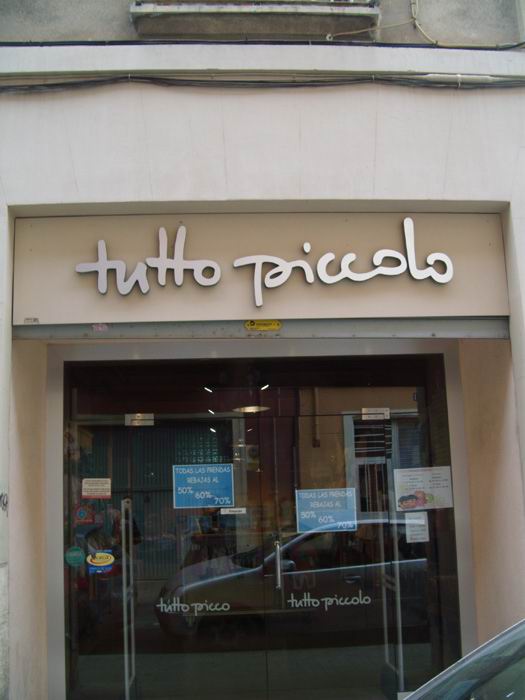 tutto piccolo
TODAS LAS PRENDAS
REBAJAS AL
50%
60%
70%
TODAS LAS PRENDAS
REBAJAS AL
50%
60%
70%
tutto picco
tutto piccolo